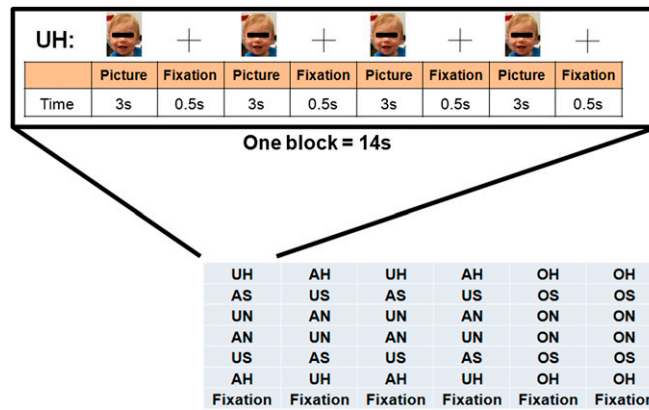 UH:
Picture Fixation Picture Fixation Picture Fixation Picture Fixation
Time 3s 0.5s 3s 0.5s 3s 0.5s 3s 0.5s
One block = 14s
UH AH UH AH OH OH
AS US AS US OS OS
UN AN UN AN ON ON
AN UN AN UN ON ON
US AS US AS OS OS
AH UH AH UH OH OH
Fixation Fixation Fixation Fixation Fixation Fixation